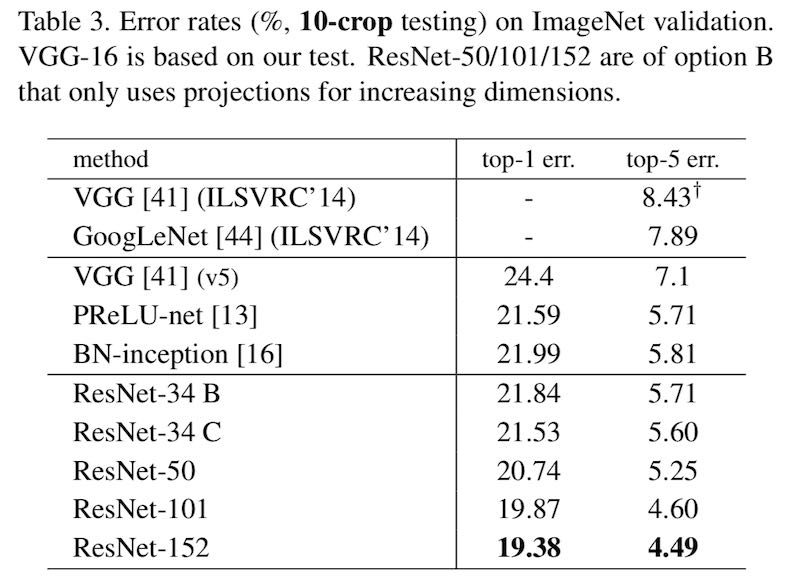 Table 3. Error rates (%, 10-crop testing) on ImageNet validation.
VGG-16 is based on our test. ResNet-50/101/152 are of option B
that only uses projections for increasing dimensions.
method top-1 err. top-5 err.
VGG [41] (ILSVRC’14) - 8.43†
GoogLeNet [44] (ILSVRC’14) - 7.89
VGG [41] (v5) 24.4 7.1
PReLU-net [13] 21.59 5.71
BN-inception [16] 21.99 5.81
ResNet-34 B 21.84 5.71
ResNet-34 C 21.53 5.60
ResNet-50 20.74 5.25
ResNet-101 19.87 4.60
ResNet-152 19.38 4.49